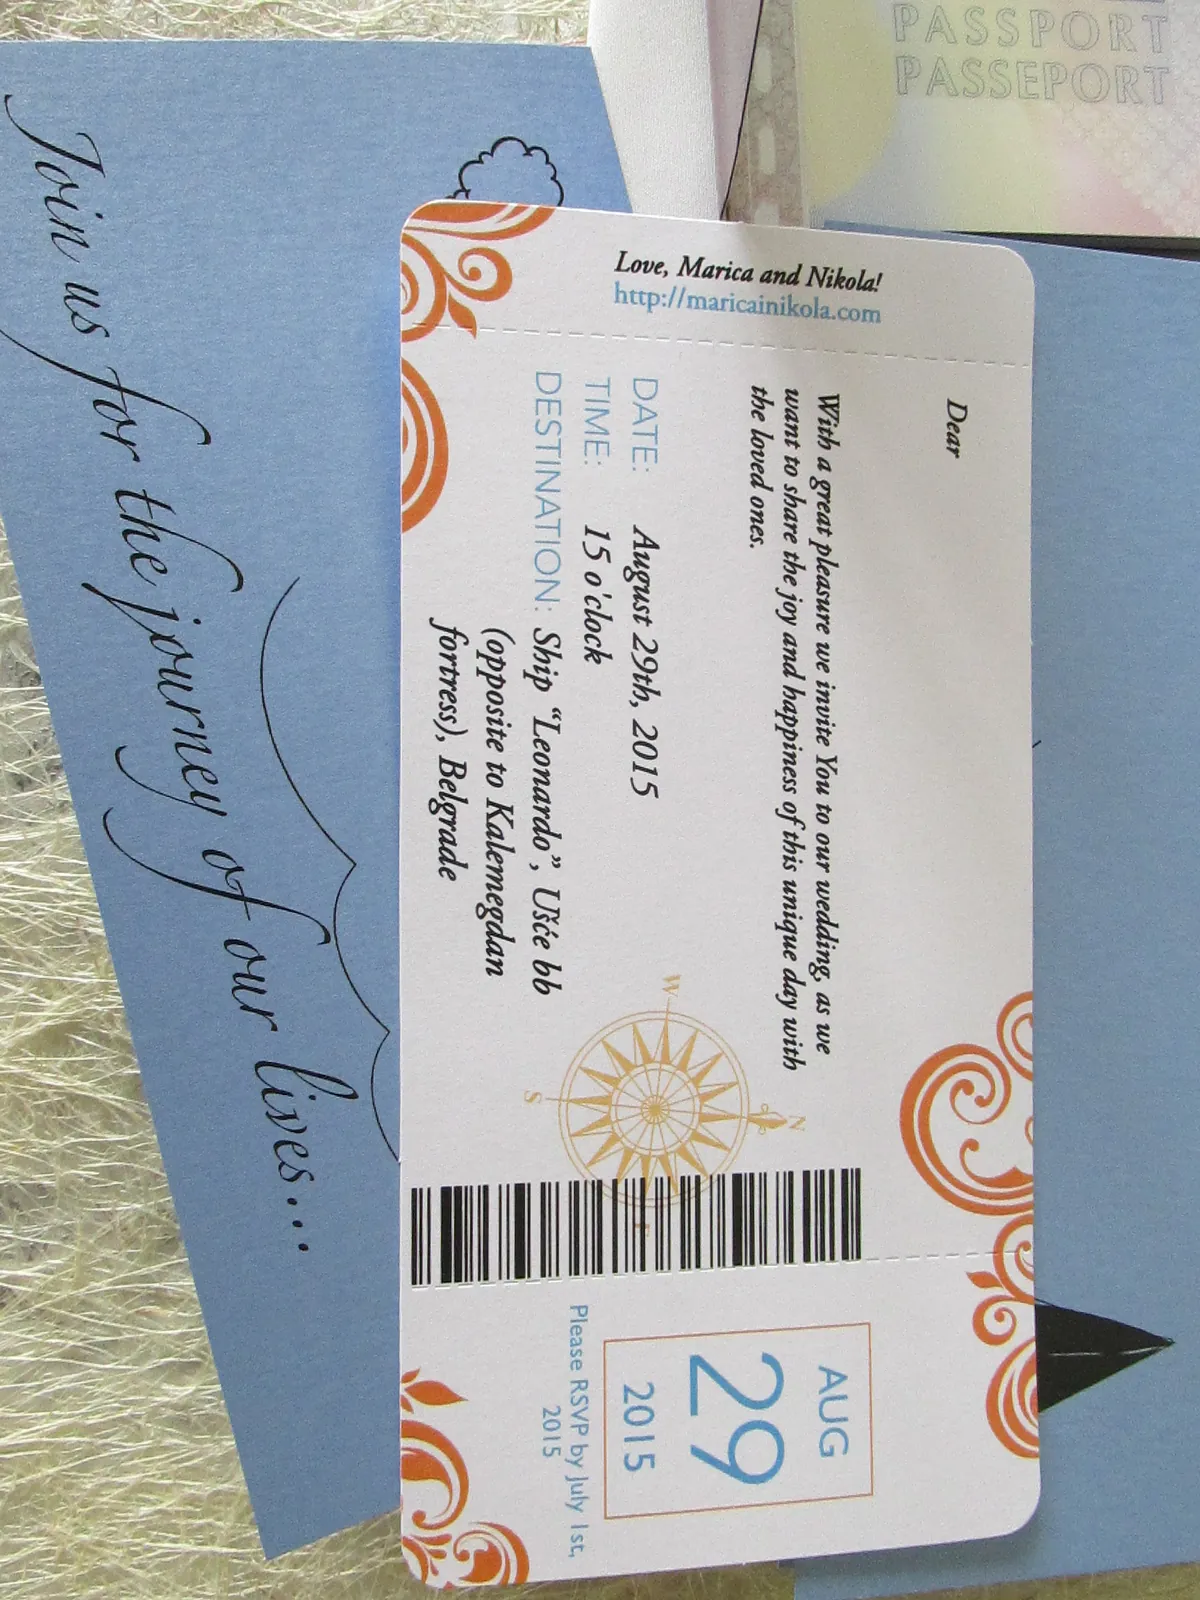 PASSPORT
PASSEPORT
Join us for the journey of our lives...
Love, Marica and Nikola!
http://maricainikola.com
Dear
With a great pleasure we invite You to our wedding, as we
want to share the joy and happiness of this unique day with
the loved ones.
DATE: August 29th, 2015
TIME: 15 o'clock
DESTINATION: Ship “Leonardo”, Ušće bb
(opposite to Kalemegdan
fortress), Belgrade
N
W
S
E
AUG
29
2015
Please RSVP by July 1st,
2015